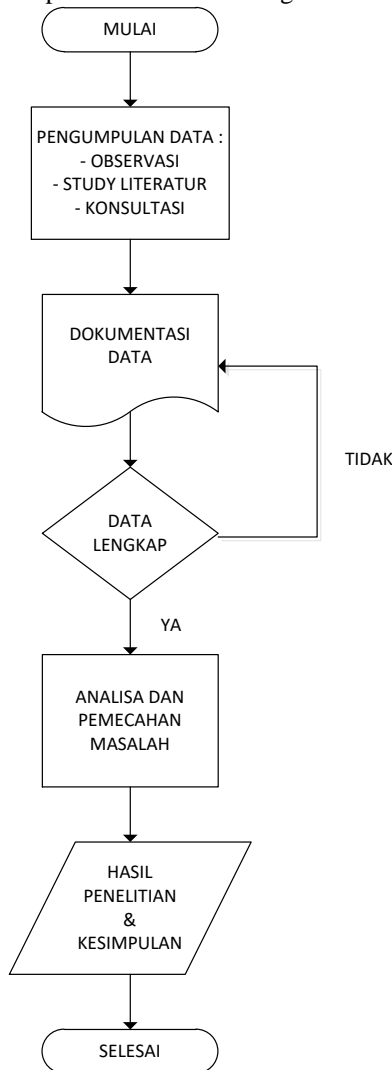 MULAI
PENGUMPULAN DATA :
- OBSERVASI
- STUDY LITERATUR
- KONSULTASI
DOKUMENTASI
DATA
TIDAK
DATA
LENGKAP
YA
ANALISA DAN
PEMECAHAN
MASALAH
HASIL
PENELITIAN
&
KESIMPULAN
SELESAI